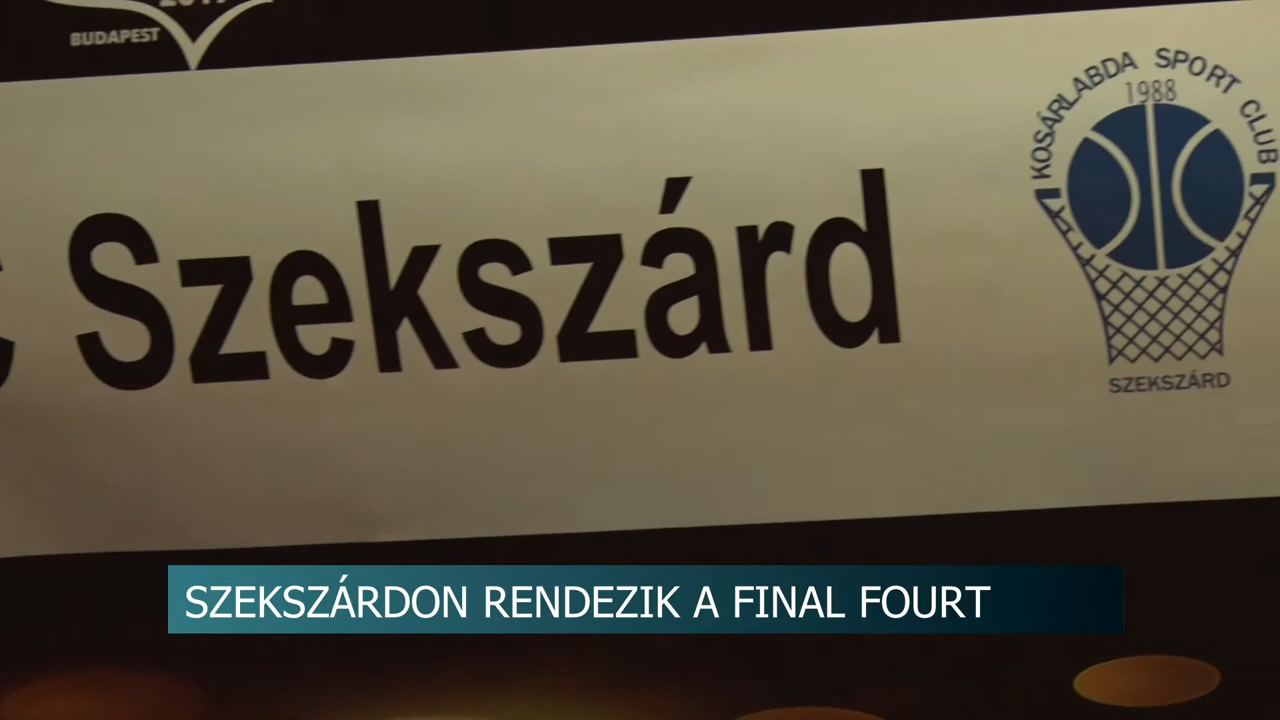 BUDAPEST
Szekszárd
KOSÁRLABDA SPORT CLUB
1988
SZEKSZÁRD
SZEKSZÁRDON RENDEZIK A FINAL FOURT